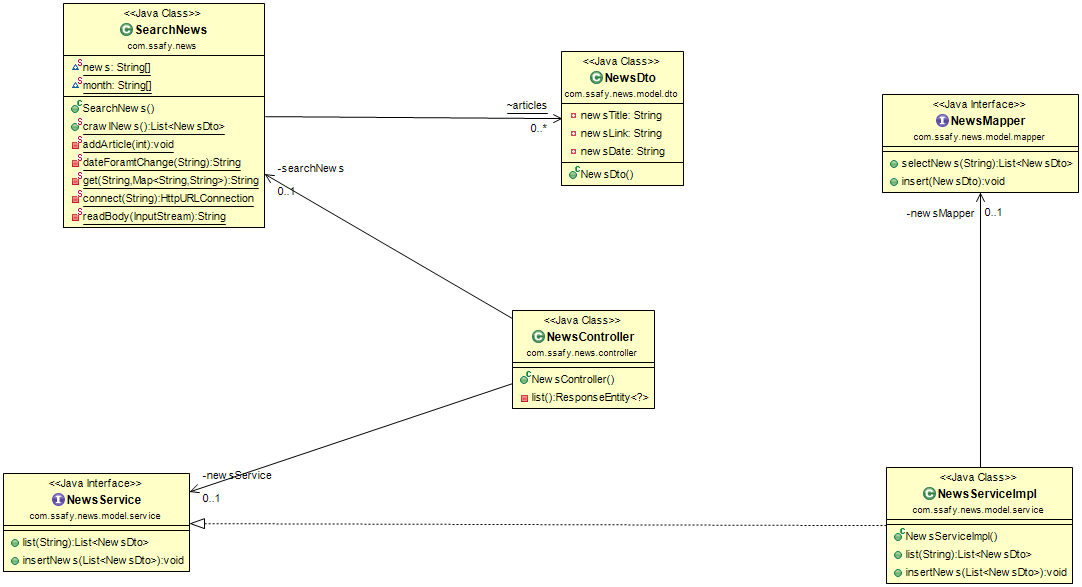 <<Java Class>>
SearchNews
com.ssafy.news
news: String[]
month: String[]
SearchNews()
crawlNews():List<NewsDto>
addArticle(int):void
dateForamtChange(String):String
get(String,Map<String,String>):String
connect(String):HttpURLConnection
readBody(InputStream):String
~articles
0..*
<<Java Class>>
NewsDto
com.ssafy.news.model.dto
newsTitle: String
newsLink: String
newsDate: String
NewsDto()
<<Java Interface>>
NewsMapper
com.ssafy.news.model.mapper
selectNews(String):List<NewsDto>
insert(NewsDto):void
-searchNews
0..1
-newsMapper
0..1
<<Java Class>>
NewsController
com.ssafy.news.controller
NewsController()
list():ResponseEntity<?>
-newsService
0..1
<<Java Interface>>
NewsService
com.ssafy.news.model.service
list(String):List<NewsDto>
insertNews(List<NewsDto>):void
<<Java Class>>
NewsServiceImpl
com.ssafy.news.model.service
NewsServiceImpl()
list(String):List<NewsDto>
insertNews(List<NewsDto>):void